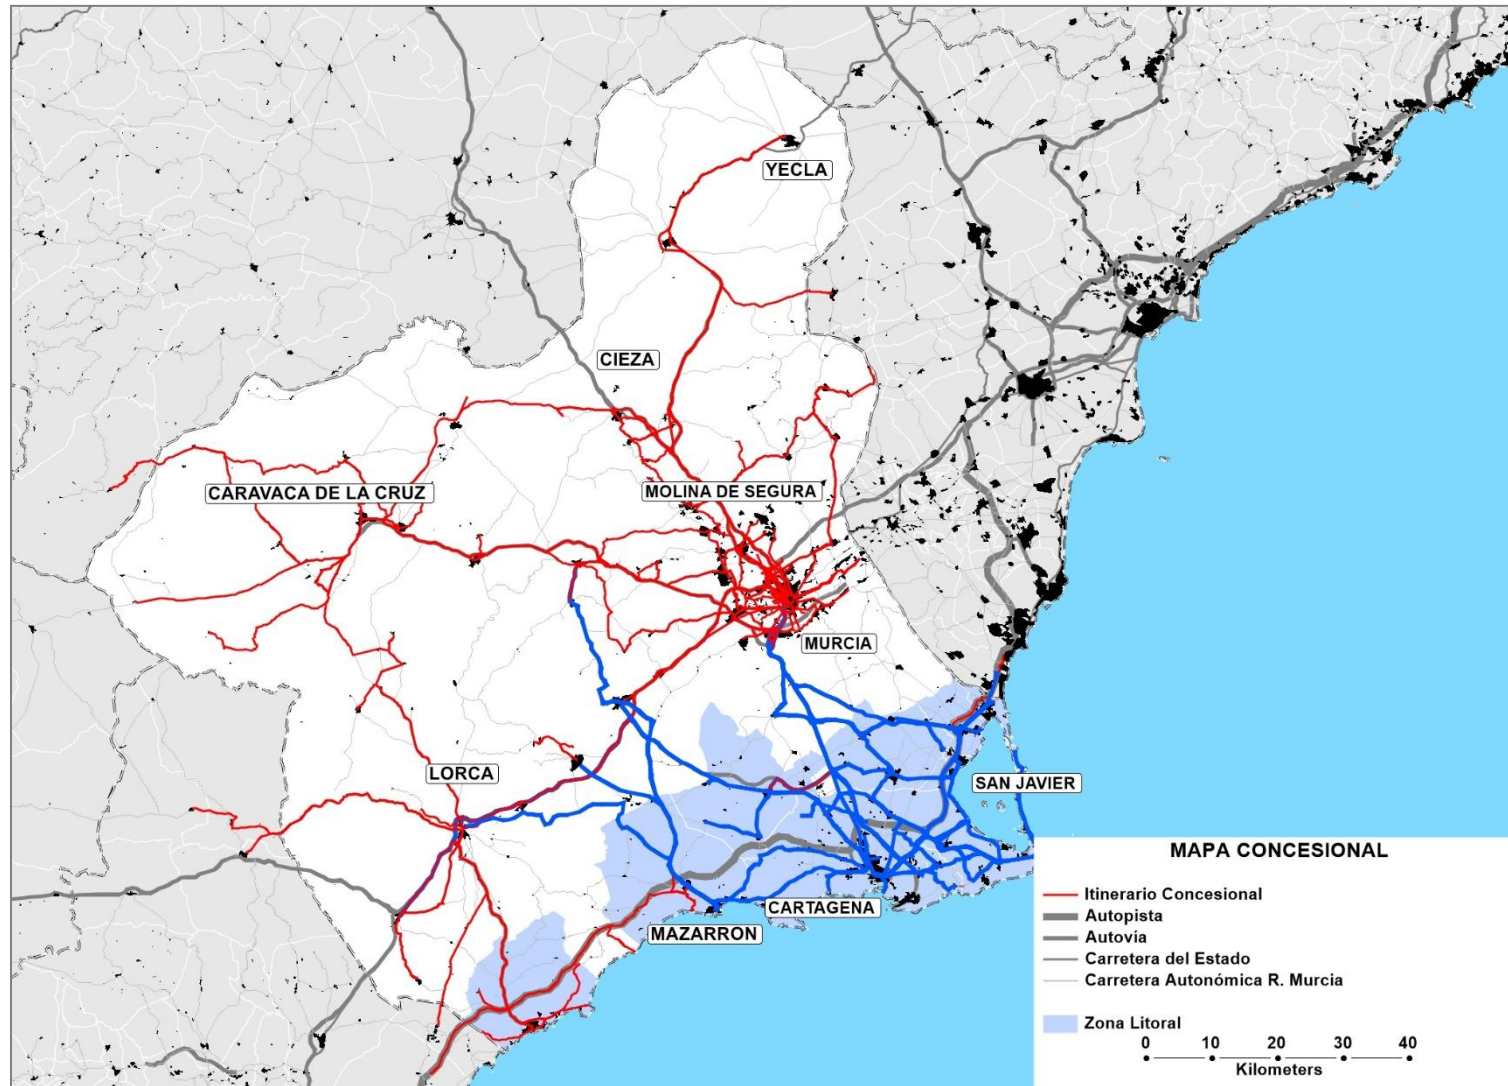 YECLA
CIEZA
CARAVACA DE LA CRUZ
MOLINA DE SEGURA
MURCIA
LORCA
SAN JAVIER
CARTAGENA
MAZARRON
MAPA CONCESIONAL
Itinerario Concesional
Autopista
Autovía
Carretera del Estado
Carretera Autonómica R. Murcia
Zona Litoral
0 10 20 30 40
Kilometers